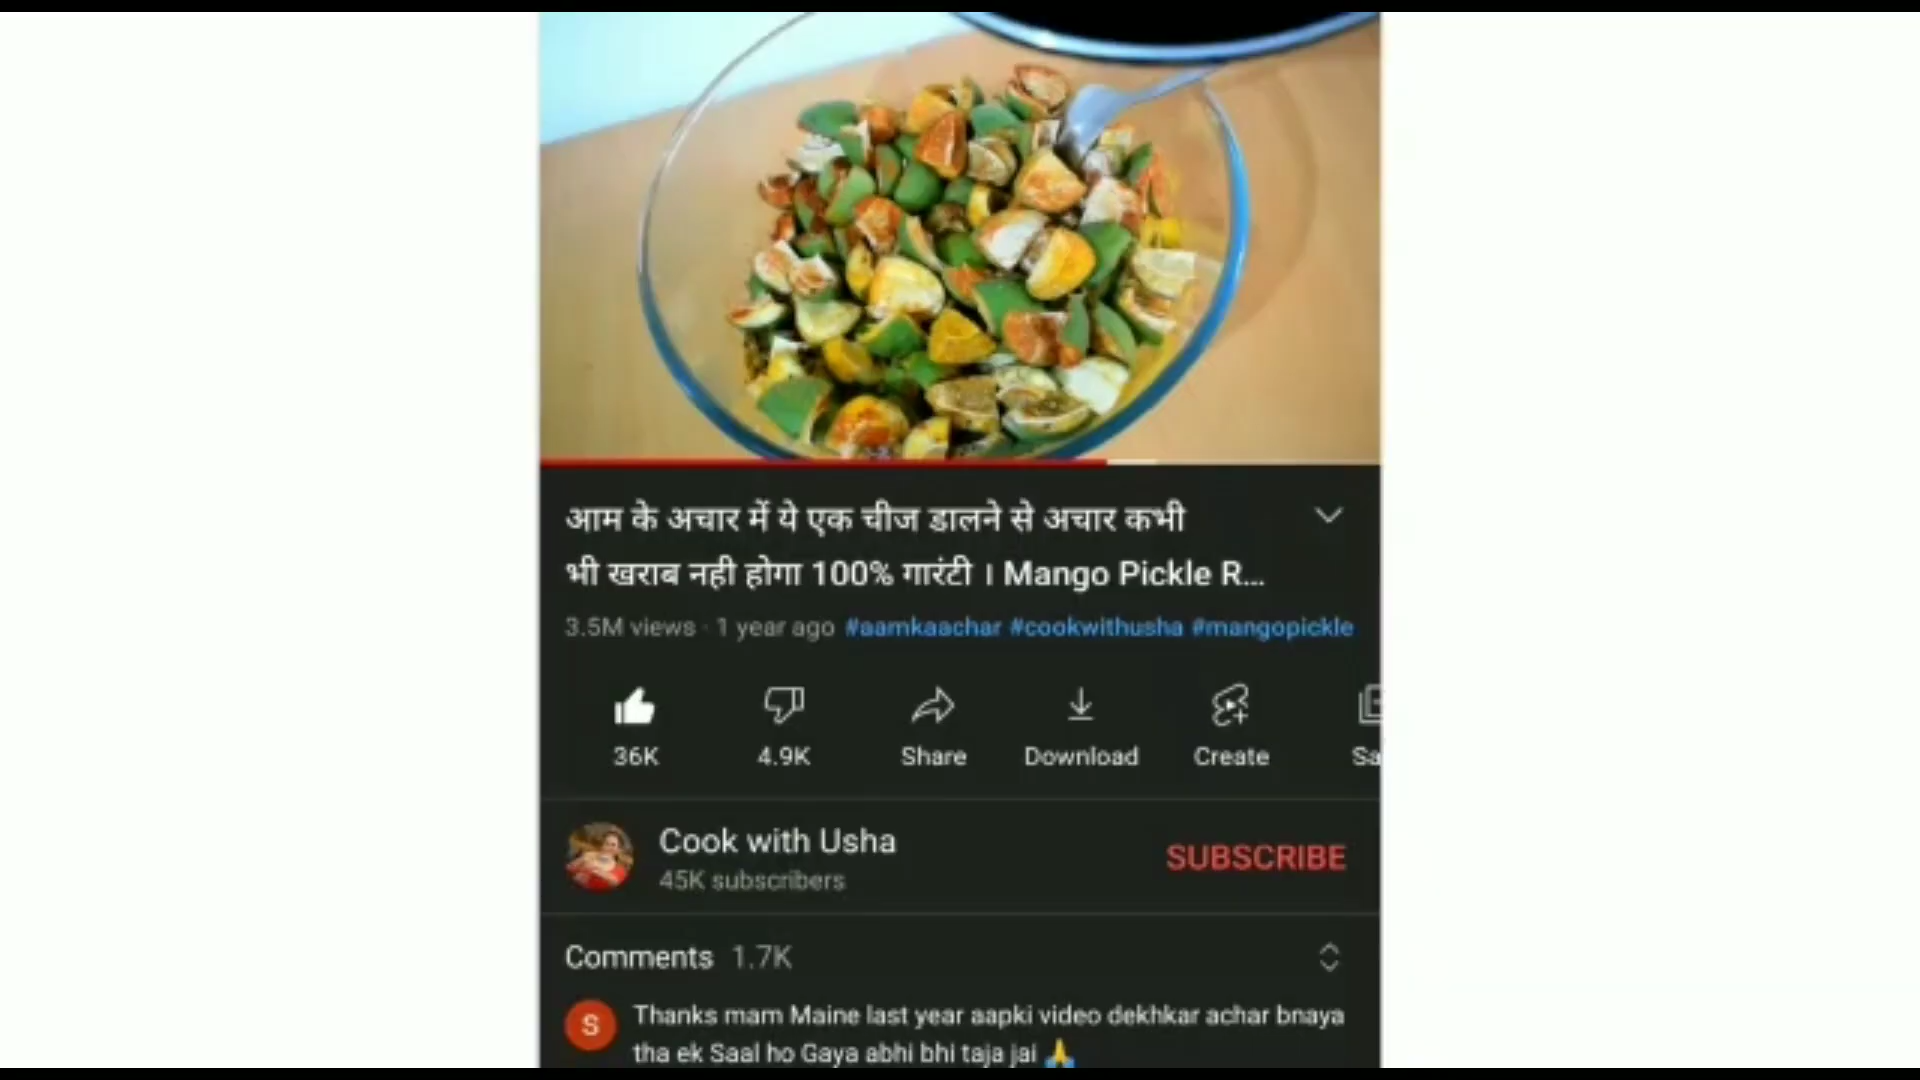 आम के अचार में ये एक चीज डालने से अचार कभी
भी खराब नही होगा 100% गारंटी । Mango Pickle R...
3.5M views · 1 year ago #aamkaachar #cookwithusha #mangopickle
36K
4.9K
Share
Download
Create
Sa
Cook with Usha
45K subscribers
SUBSCRIBE
Comments 1.7K
S
Thanks mam Maine last year aapki video dekhkar achar bnaya
tha ek Saal ho Gaya abhi bhi taja jai 🙏